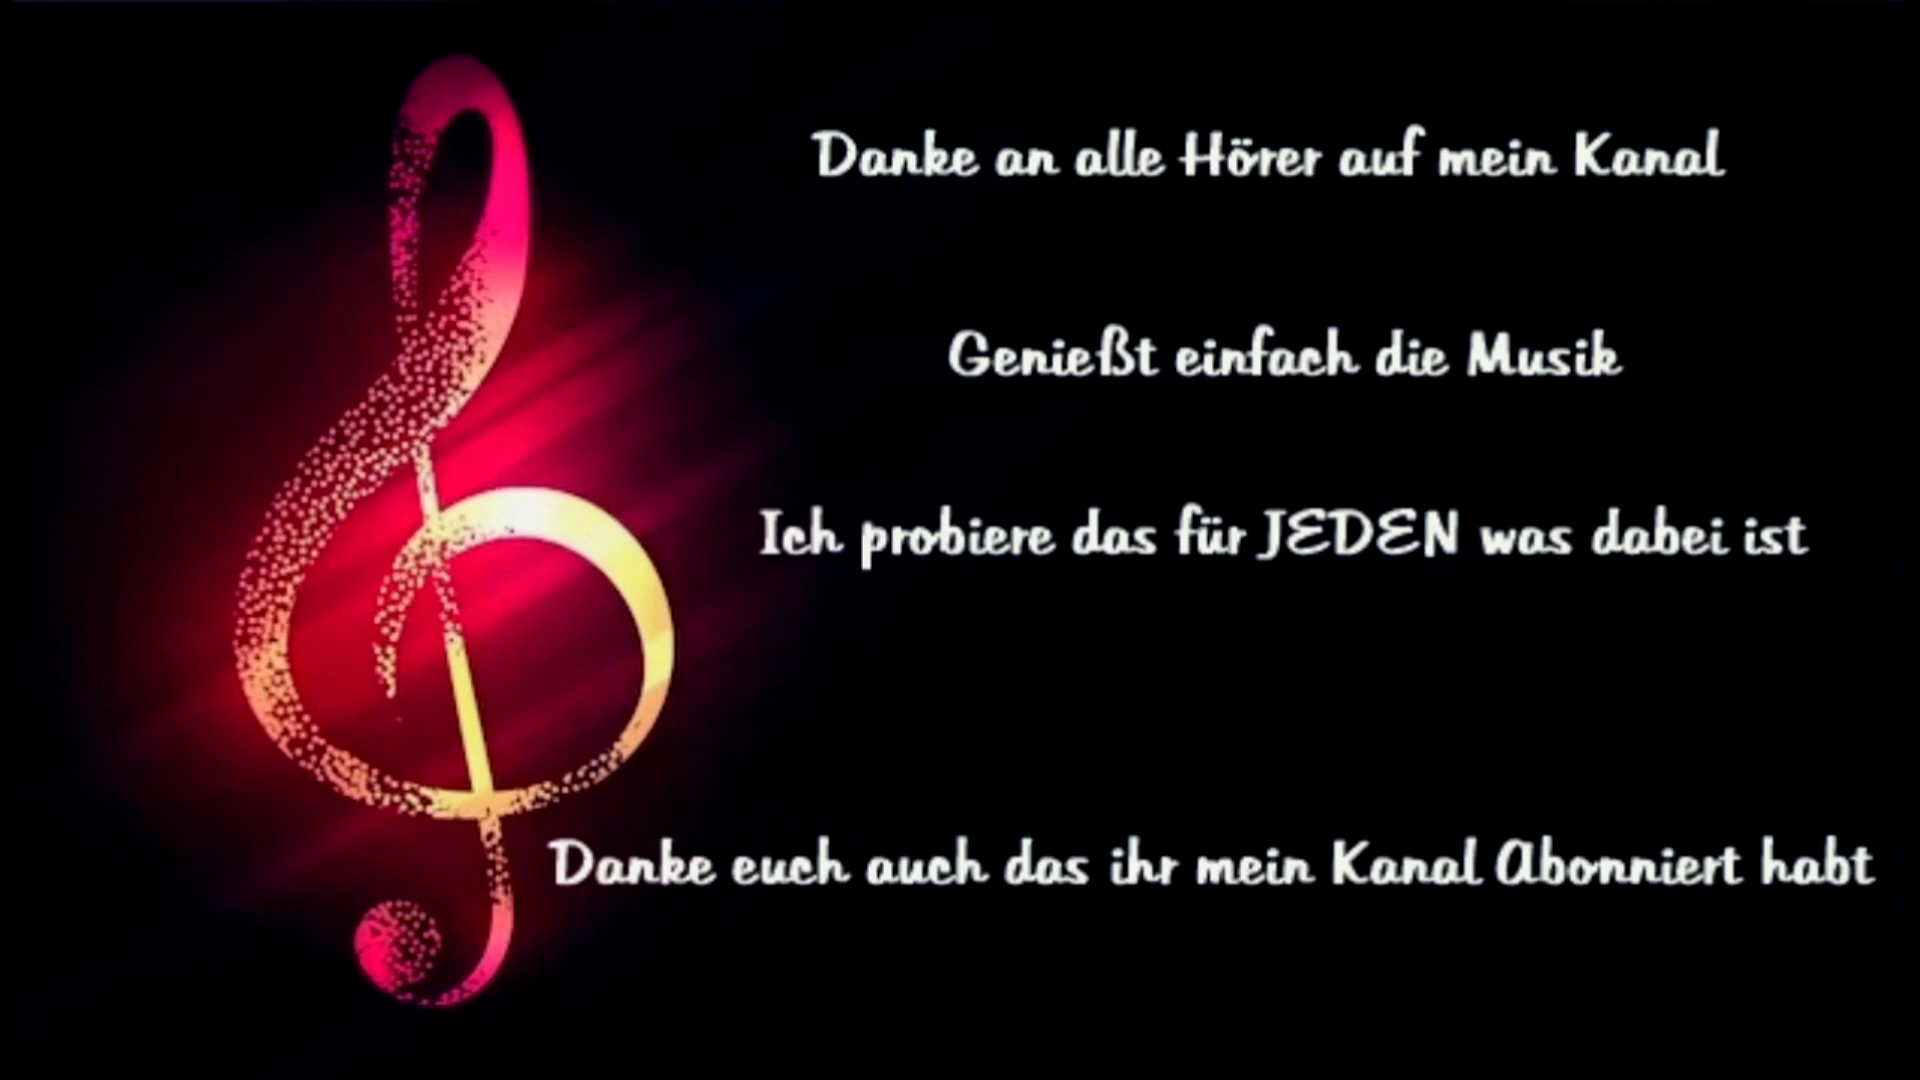 Danke an alle Hörer auf mein Kanal
Genießt einfach die Musik
Ich probiere das für JEDEN was dabei ist
Danke euch auch das ihr mein Kanal Abonniert habt